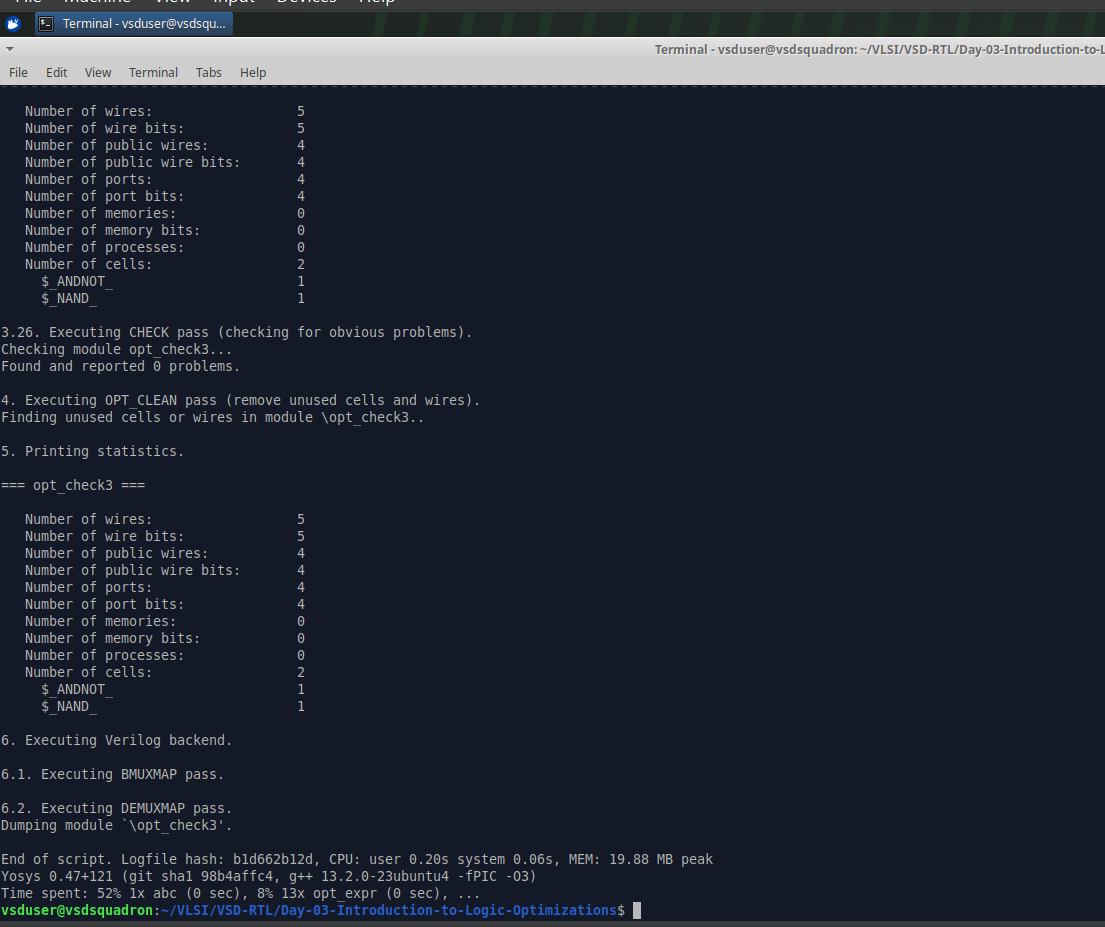 File Machine View Input Devices Help
Terminal - vsduser@vsdsqu...
Terminal - vsduser@vsdsquadron: ~/VLSI/VSD-RTL/Day-03-Introduction-to-L
File Edit View Terminal Tabs Help
Number of wires: 5
Number of wire bits: 5
Number of public wires: 4
Number of public wire bits: 4
Number of ports: 4
Number of port bits: 4
Number of memories: 0
Number of memory bits: 0
Number of processes: 0
Number of cells: 2
$_ANDNOT_ 1
$_NAND_ 1
3.26. Executing CHECK pass (checking for obvious problems).
Checking module opt_check3...
Found and reported 0 problems.
4. Executing OPT_CLEAN pass (remove unused cells and wires).
Finding unused cells or wires in module \opt_check3..
5. Printing statistics.
=== opt_check3 ===
Number of wires: 5
Number of wire bits: 5
Number of public wires: 4
Number of public wire bits: 4
Number of ports: 4
Number of port bits: 4
Number of memories: 0
Number of memory bits: 0
Number of processes: 0
Number of cells: 2
$_ANDNOT_ 1
$_NAND_ 1
6. Executing Verilog backend.
6.1. Executing BMUXMAP pass.
6.2. Executing DEMUXMAP pass.
Dumping module `\opt_check3'.
End of script. Logfile hash: b1d662b12d, CPU: user 0.20s system 0.06s, MEM: 19.88 MB peak
Yosys 0.47+121 (git sha1 98b4affc4, g++ 13.2.0-23ubuntu4 -fPIC -O3)
Time spent: 52% 1x abc (0 sec), 8% 13x opt_expr (0 sec), ...
vsduser@vsdsquadron:~/VLSI/VSD-RTL/Day-03-Introduction-to-Logic-Optimizations$